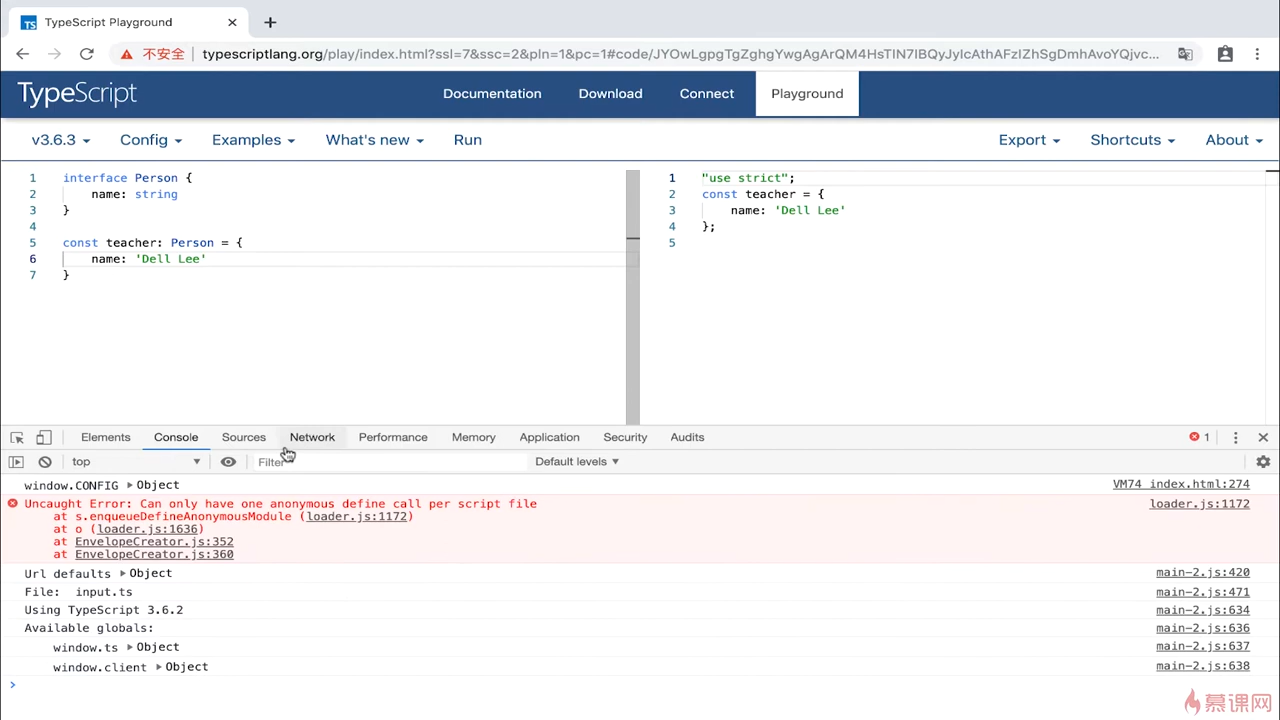 TS TypeScript Playground
不安全 typescriptlang.org/play/index.html?ssl=7&ssc=2&pln=1&pc=1#code/
TypeScript
Documentation Download Connect Playground
v3.6.3 Config Examples What's new Run Export Shortcuts About
1 interface Person {
2 name: string
3 }
4
5 const teacher: Person = {
6 name: 'Dell Lee'
7 }
1 "use strict";
2 const teacher = {
3 name: 'Dell Lee'
4 };
5
Elements Console Sources Network Performance Memory Application Security Audits 1
top Filter Default levels
window.CONFIG Object VM74 index.html:274
Uncaught Error: Can only have one anonymous define call per script file loader.js:1172
at s.enqueueDefineAnonymousModule (loader.js:1172)
at o (loader.js:1636)
at EnvelopeCreator.js:352
at EnvelopeCreator.js:360
Url defaults Object main-2.js:420
File: input.ts main-2.js:471
Using TypeScript 3.6.2 main-2.js:634
Available globals: main-2.js:636
window.ts Object main-2.js:637
window.client Object main-2.js:638
>
慕课网